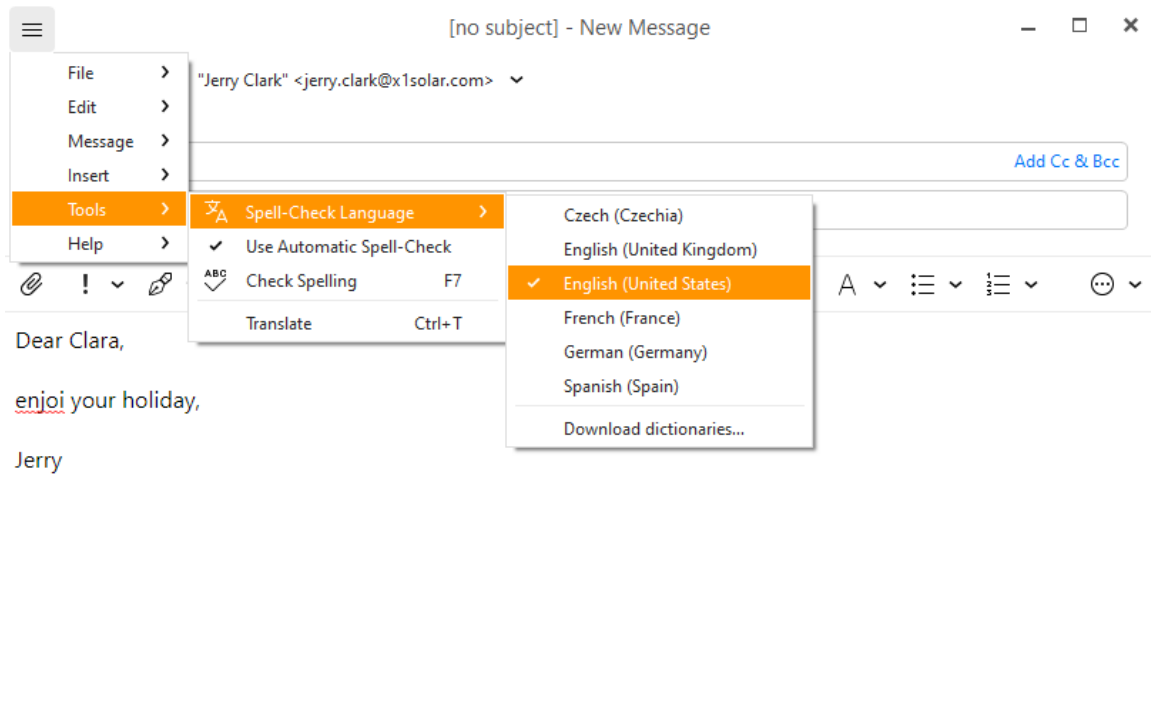 [no subject] - New Message
File
Edit
Message
Insert
Tools
Help
"Jerry Clark" <jerry.clark@x1solar.com>
Add Cc & Bcc
Spell-Check Language
Use Automatic Spell-Check
ABC Check Spelling F7
Translate Ctrl+T
Czech (Czechia)
English (United Kingdom)
English (United States)
French (France)
German (Germany)
Spanish (Spain)
Download dictionaries...
Dear Clara,
enjoi your holiday,
Jerry